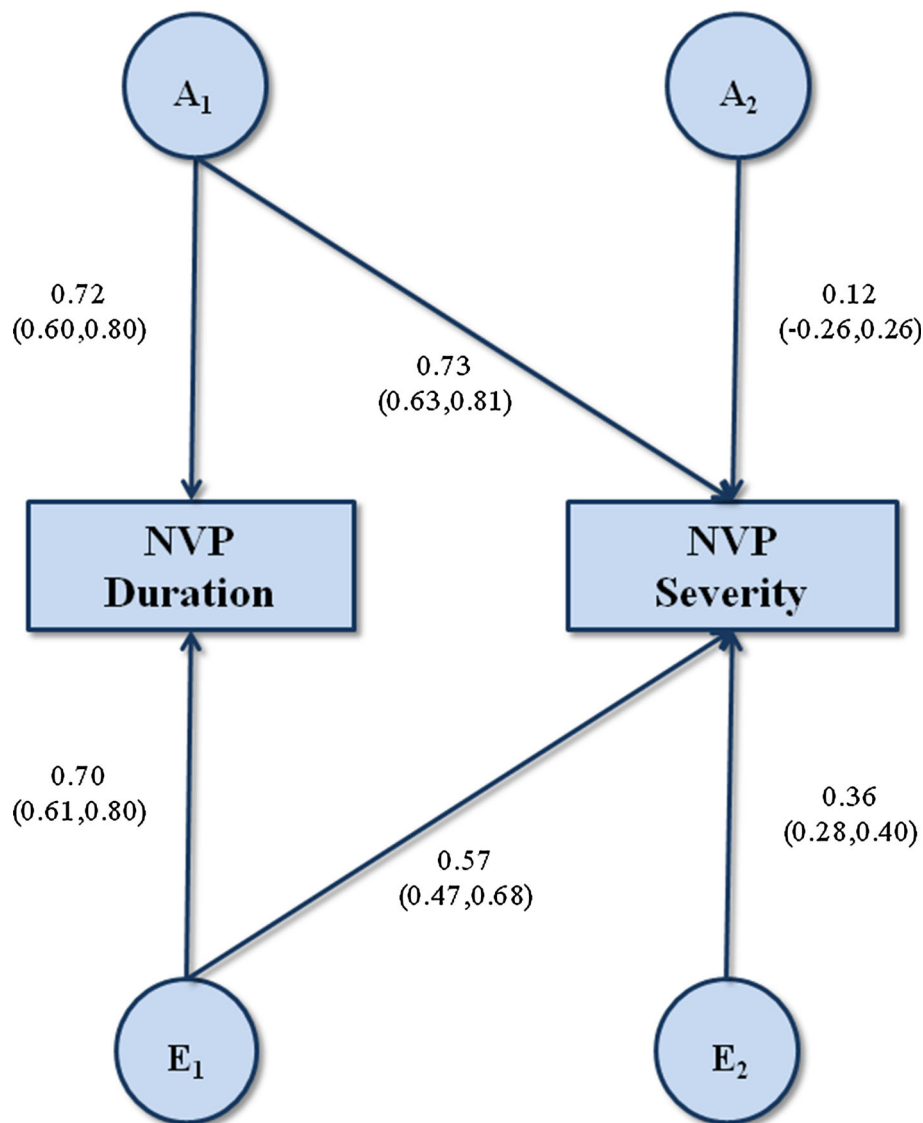 A₁
A₂
0.72
(0.60,0.80)
0.12
(-0.26,0.26)
0.73
(0.63,0.81)
NVP
Duration
NVP
Severity
0.70
(0.61,0.80)
0.36
(0.28,0.40)
0.57
(0.47,0.68)
E₁
E₂